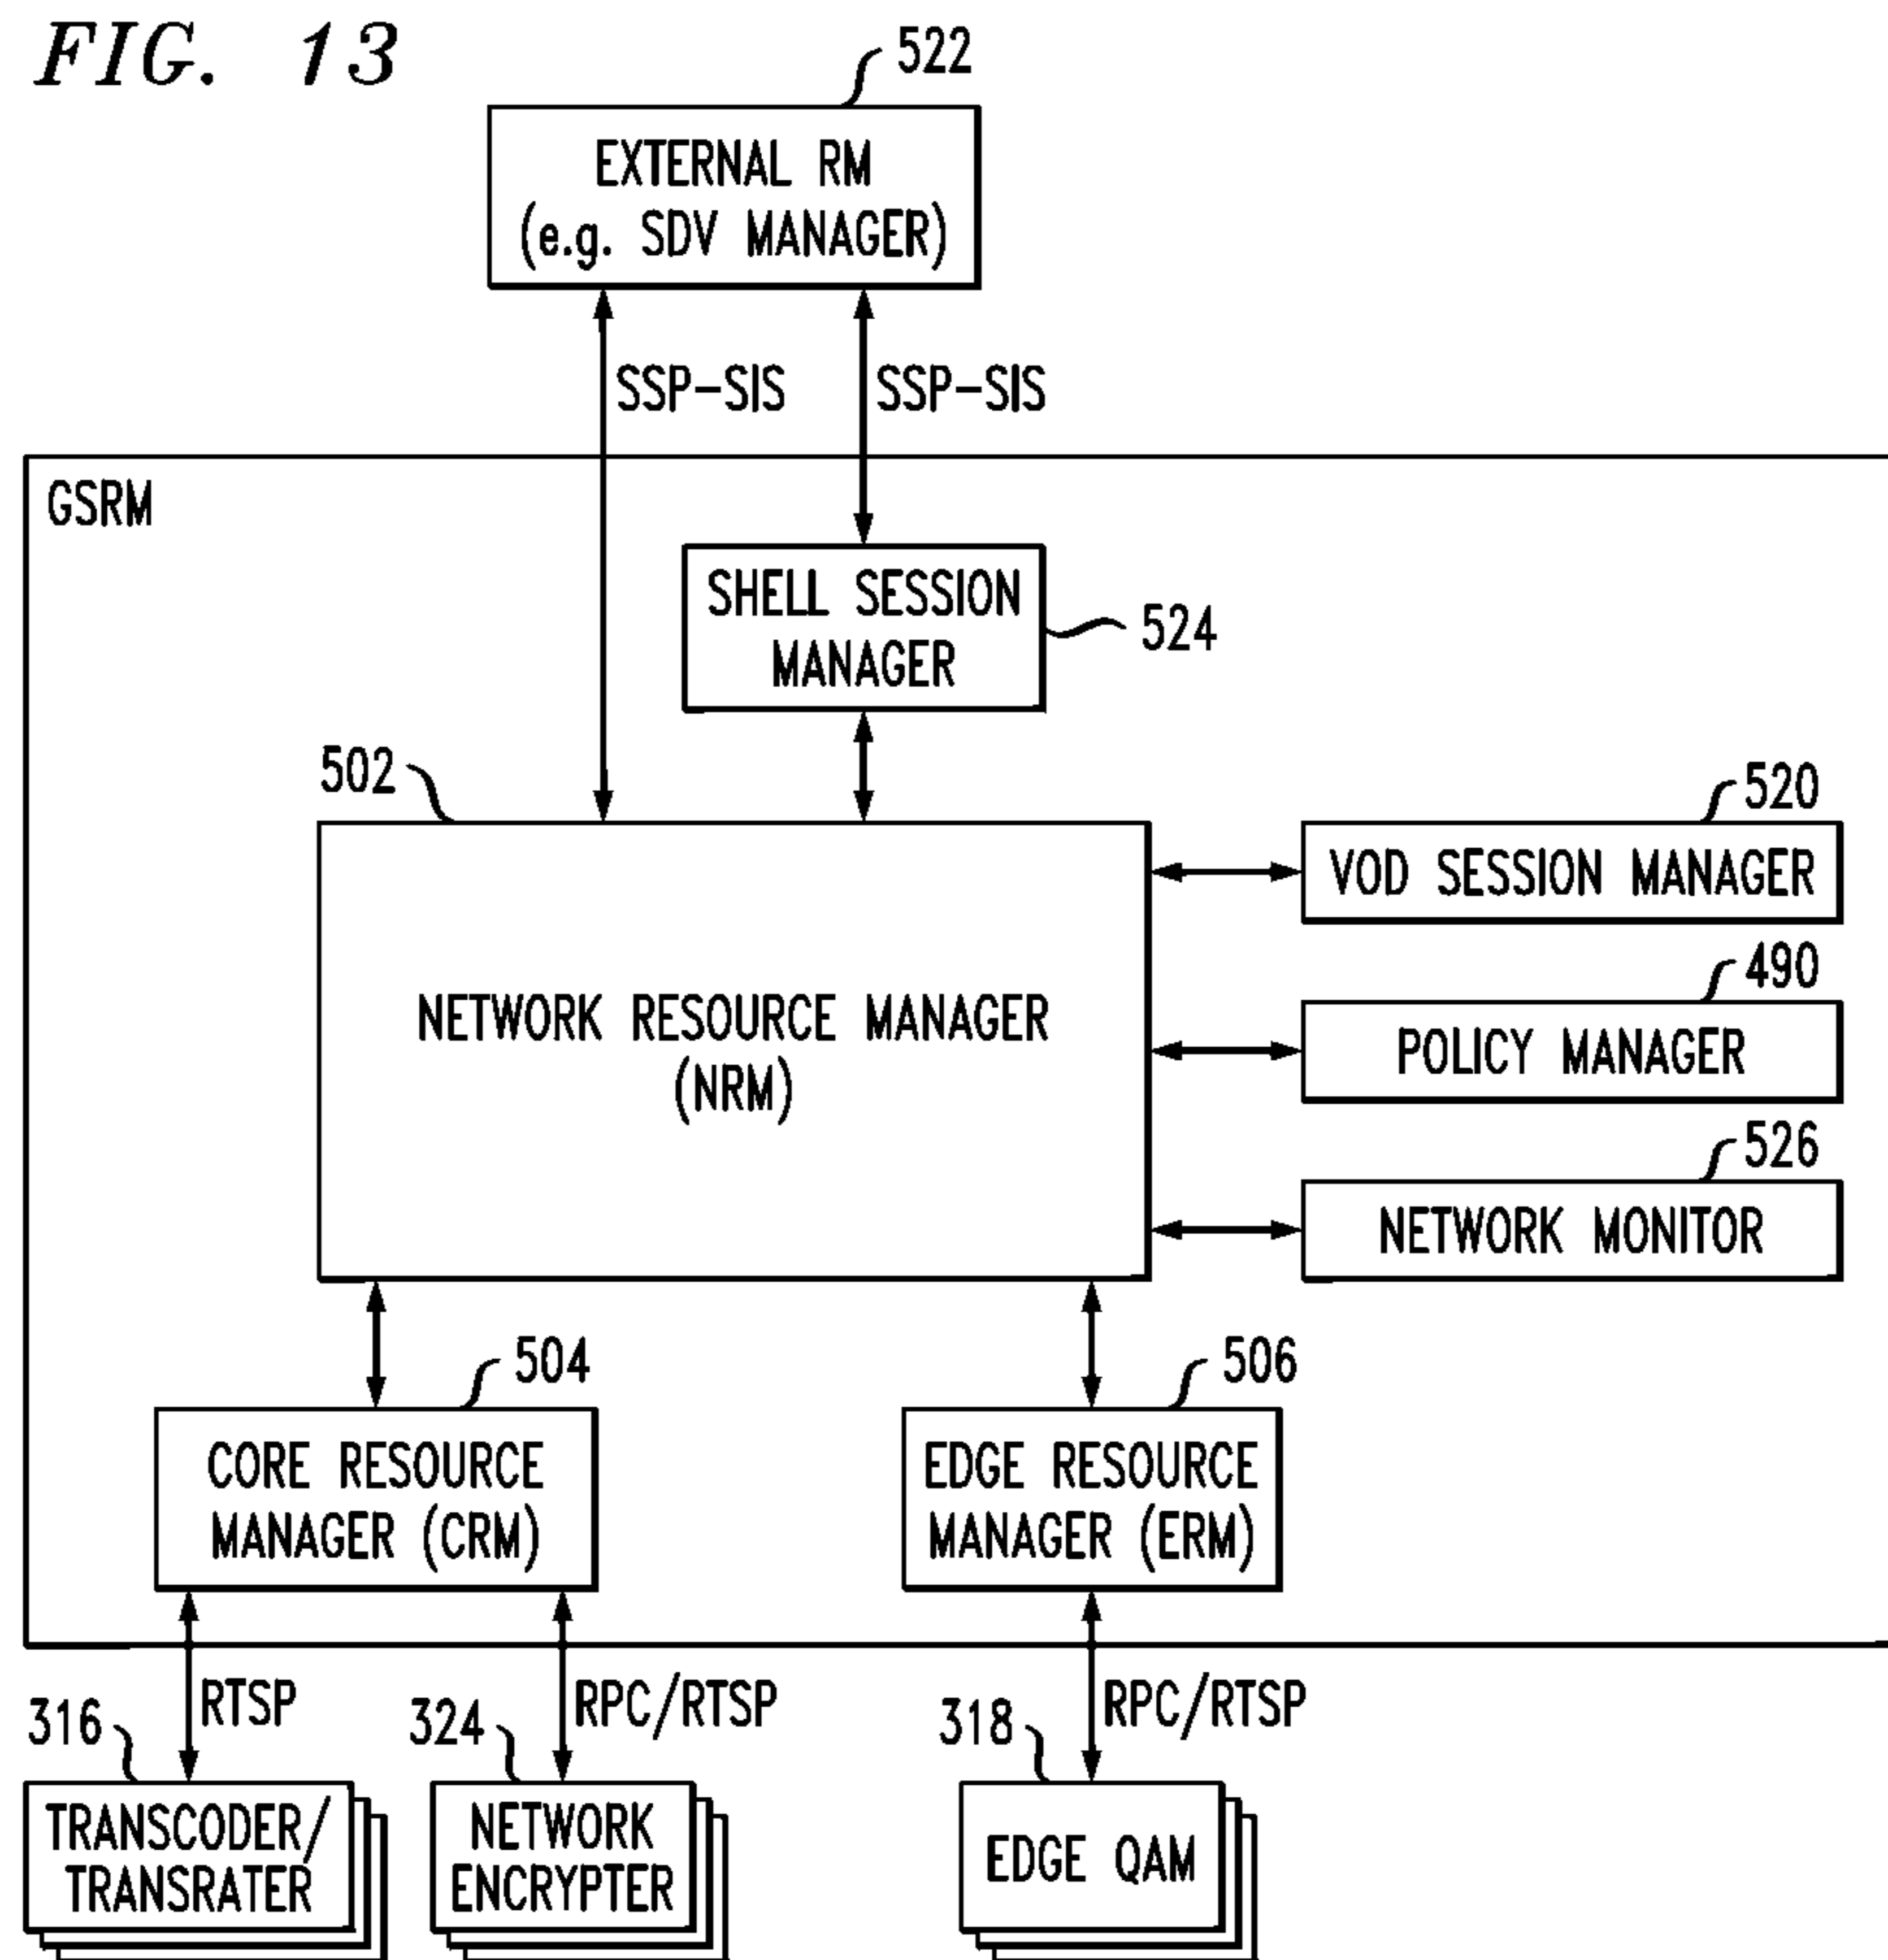 FIG. 13
522
EXTERNAL RM
(e.g. SDV MANAGER)
SSP-SIS
SSP-SIS
GSRM
SHELL SESSION
MANAGER
524
502
520
VOD SESSION MANAGER
490
NETWORK RESOURCE MANAGER
(NRM)
POLICY MANAGER
526
NETWORK MONITOR
504
506
CORE RESOURCE
MANAGER (CRM)
EDGE RESOURCE
MANAGER (ERM)
RTSP
RPC/RTSP
RPC/RTSP
316
324
318
TRANSCODER/
TRANSRATER
NETWORK
ENCRYPTER
EDGE QAM